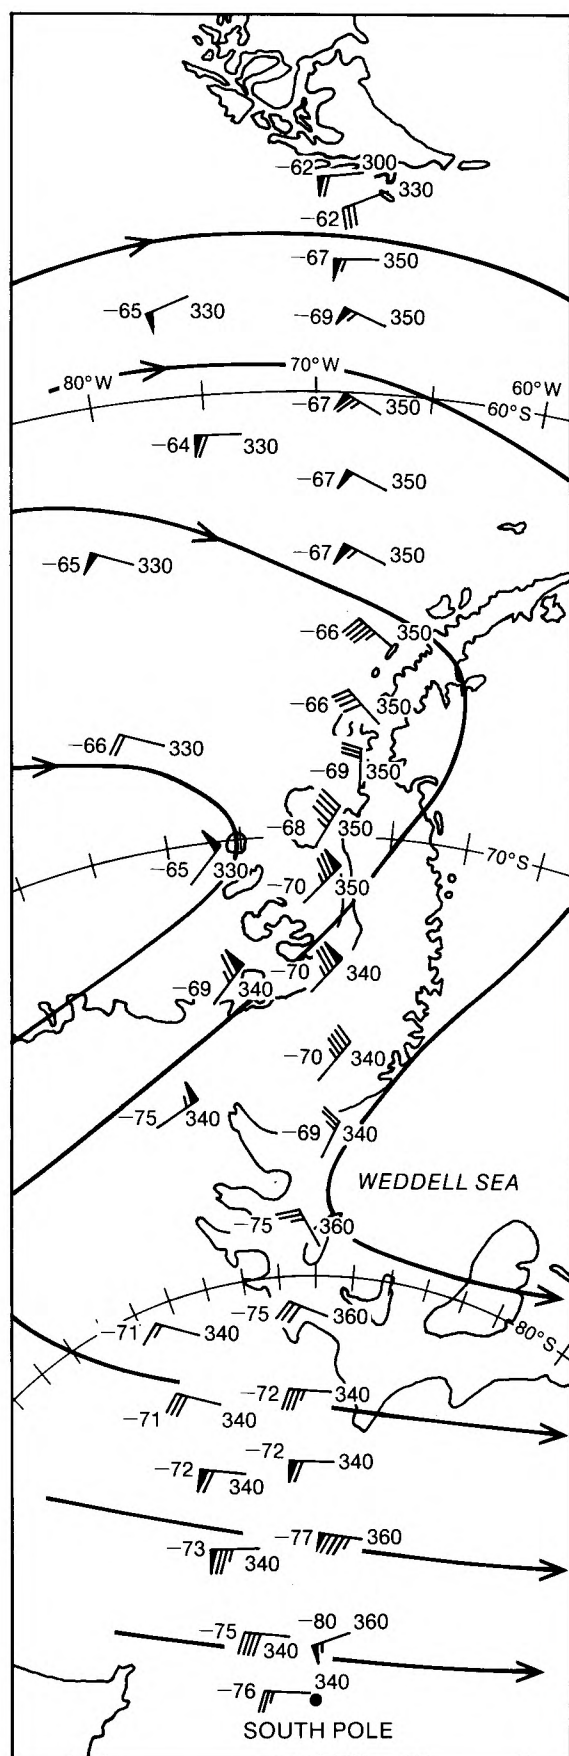 −62 300
−62 330
−67 350
−65 330 −69 350
80°W 70°W 60°W
−67 350 60°S
−64 330
−67 350
−65 330 −67 350
−66 350
−66 350
−66 330
−69 350
−68 350
70°S
−65 330
−70 350
−69 340 −70 340
−70 340
−75 340 −69 340
WEDDELL SEA
−75 360
−75 360
−71 340 80°S
−71 340 −72 340
−72 340 −72 340
−73 340 −77 360
−75 340 −80 360
−76 340
SOUTH POLE